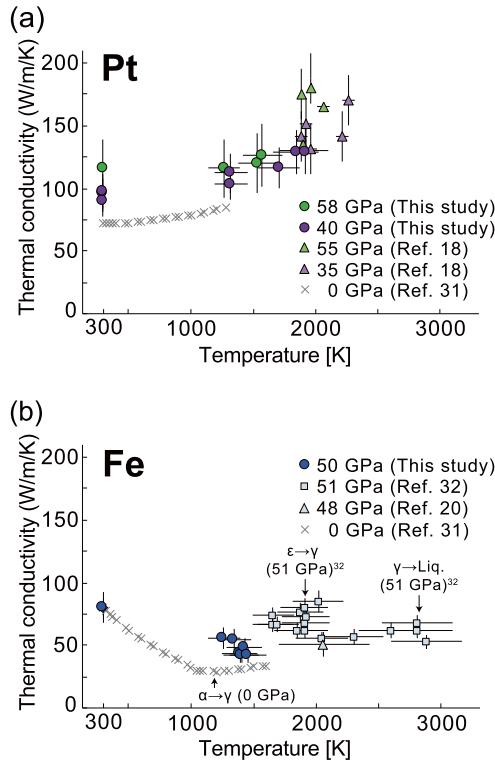 (a)
Pt
Thermal conductivity (W/m/K)
200
150
100
50
0
58 GPa (This study)
40 GPa (This study)
55 GPa (Ref. 18)
35 GPa (Ref. 18)
0 GPa (Ref. 31)
300 1000 2000 3000
Temperature [K]
(b)
Fe
Thermal conductivity (W/m/K)
200
150
100
50
0
50 GPa (This study)
51 GPa (Ref. 32)
48 GPa (Ref. 20)
0 GPa (Ref. 31)
ε→γ
(51 GPa)³²
γ→Liq.
(51 GPa)³²
α→γ (0 GPa)
300 1000 2000 3000
Temperature [K]